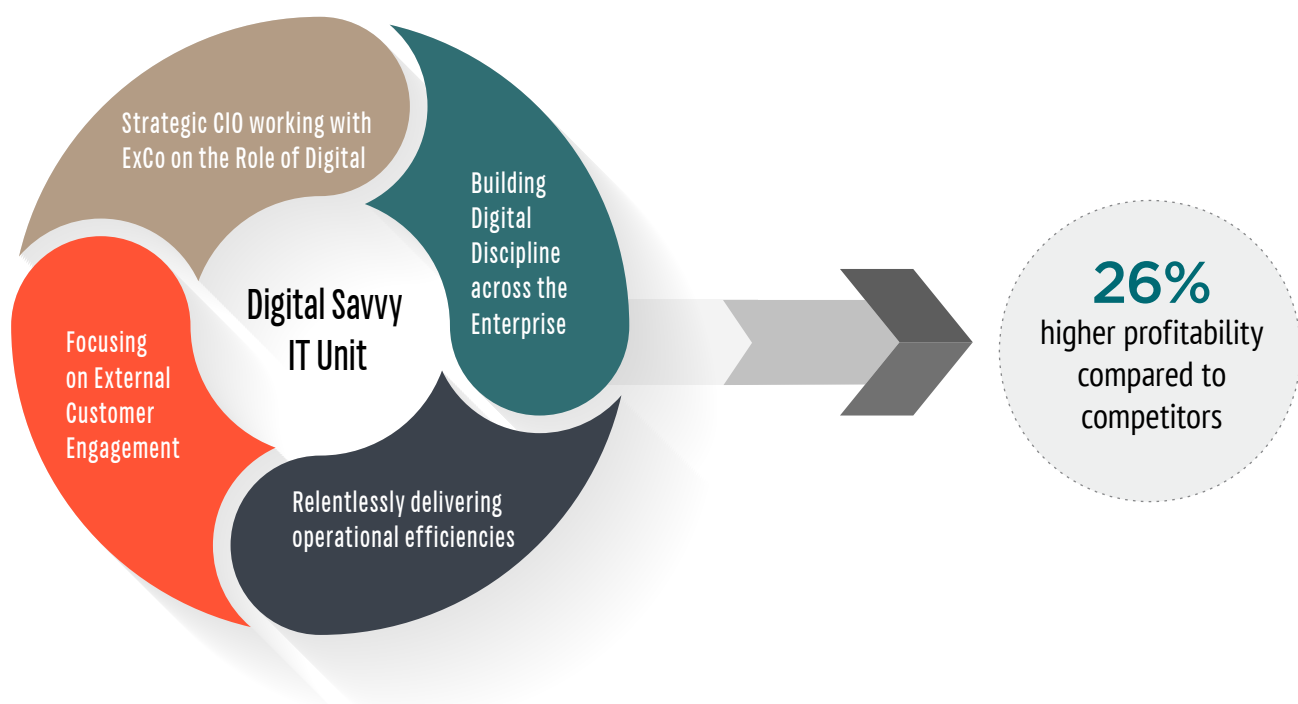 Strategic CIO working with
ExCo on the Role of Digital
Building
Digital
Discipline
across the
Enterprise
Relentlessly delivering
operational efficiencies
Focusing
on External
Customer
Engagement
Digital Savvy
IT Unit
26%
higher profitability
compared to
competitors